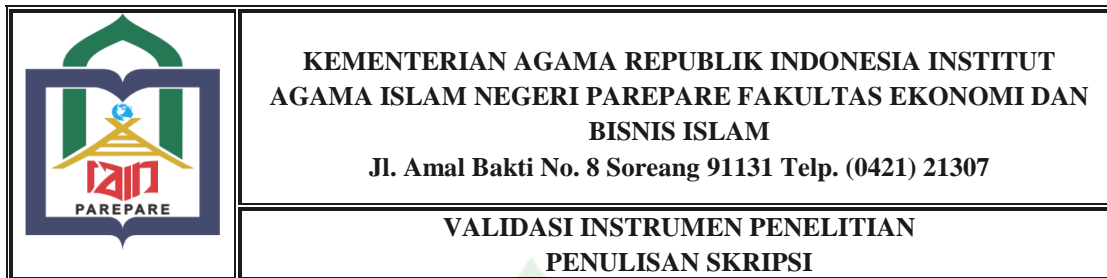 iain
PAREPARE
KEMENTERIAN AGAMA REPUBLIK INDONESIA INSTITUT
AGAMA ISLAM NEGERI PAREPARE FAKULTAS EKONOMI DAN
BISNIS ISLAM
Jl. Amal Bakti No. 8 Soreang 91131 Telp. (0421) 21307
VALIDASI INSTRUMEN PENELITIAN
PENULISAN SKRIPSI